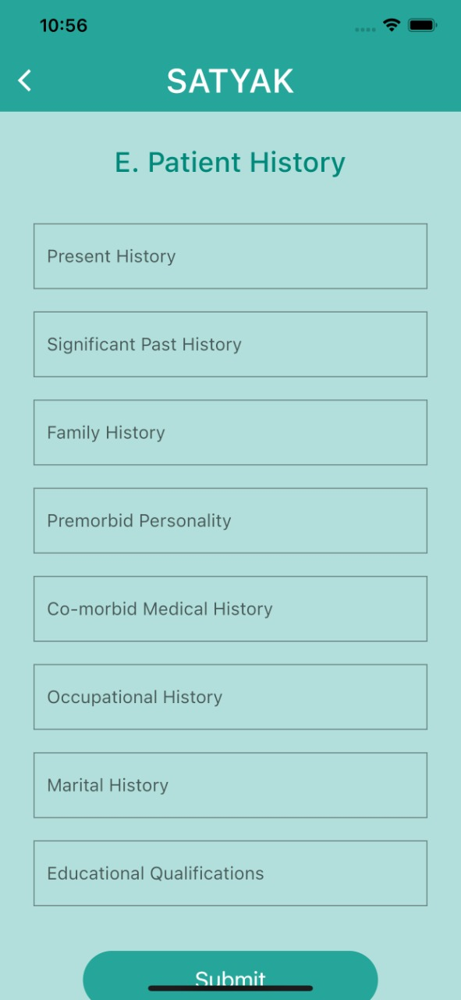 10:56
SATYAK
E. Patient History
Present History
Significant Past History
Family History
Premorbid Personality
Co-morbid Medical History
Occupational History
Marital History
Educational Qualifications
Submit